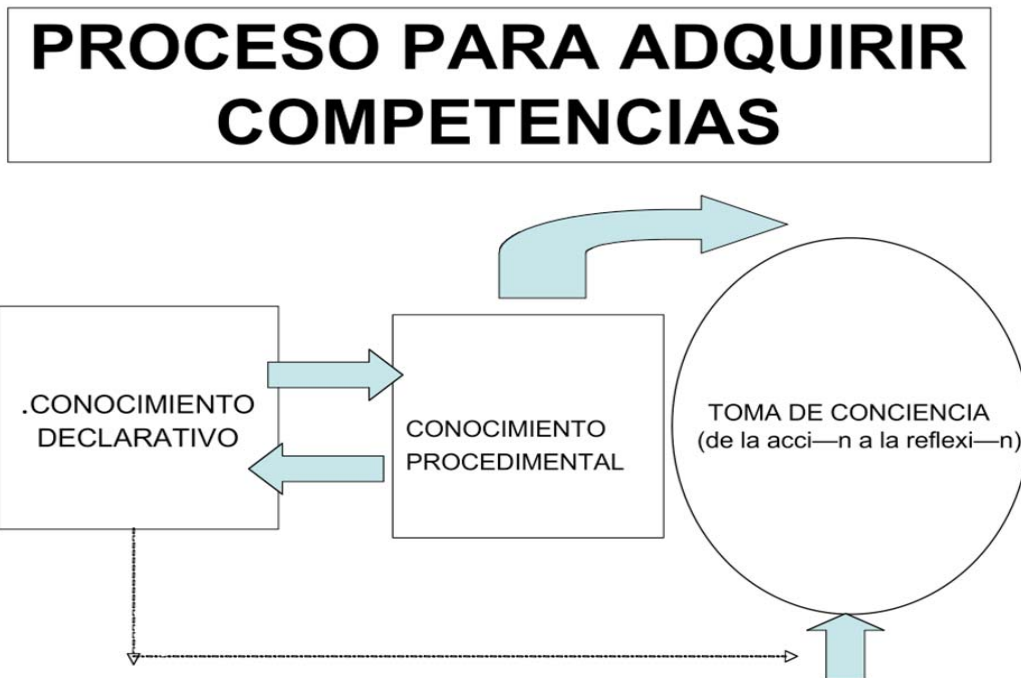 PROCESO PARA ADQUIRIR
COMPETENCIAS
.CONOCIMIENTO
DECLARATIVO
CONOCIMIENTO
PROCEDIMENTAL
TOMA DE CONCIENCIA
(de la acci—n a la reflexi—n)